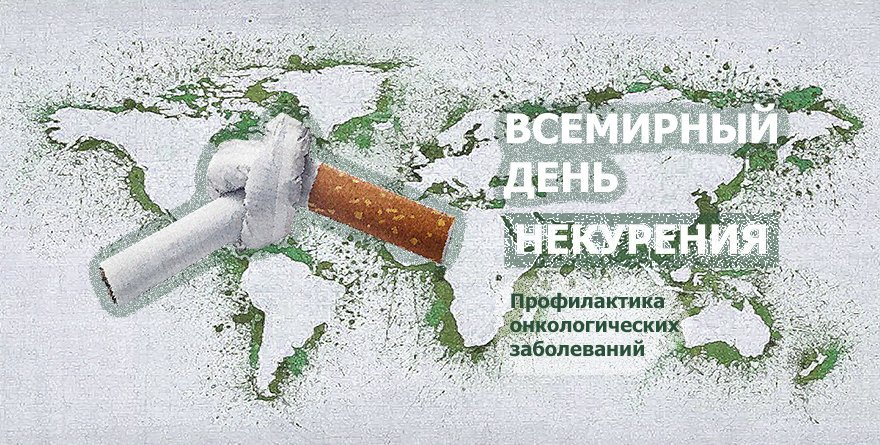 ВСЕМИРНЫЙ
ДЕНЬ
НЕКУРЕНИЯ
Профилактика
онкологических
заболеваний